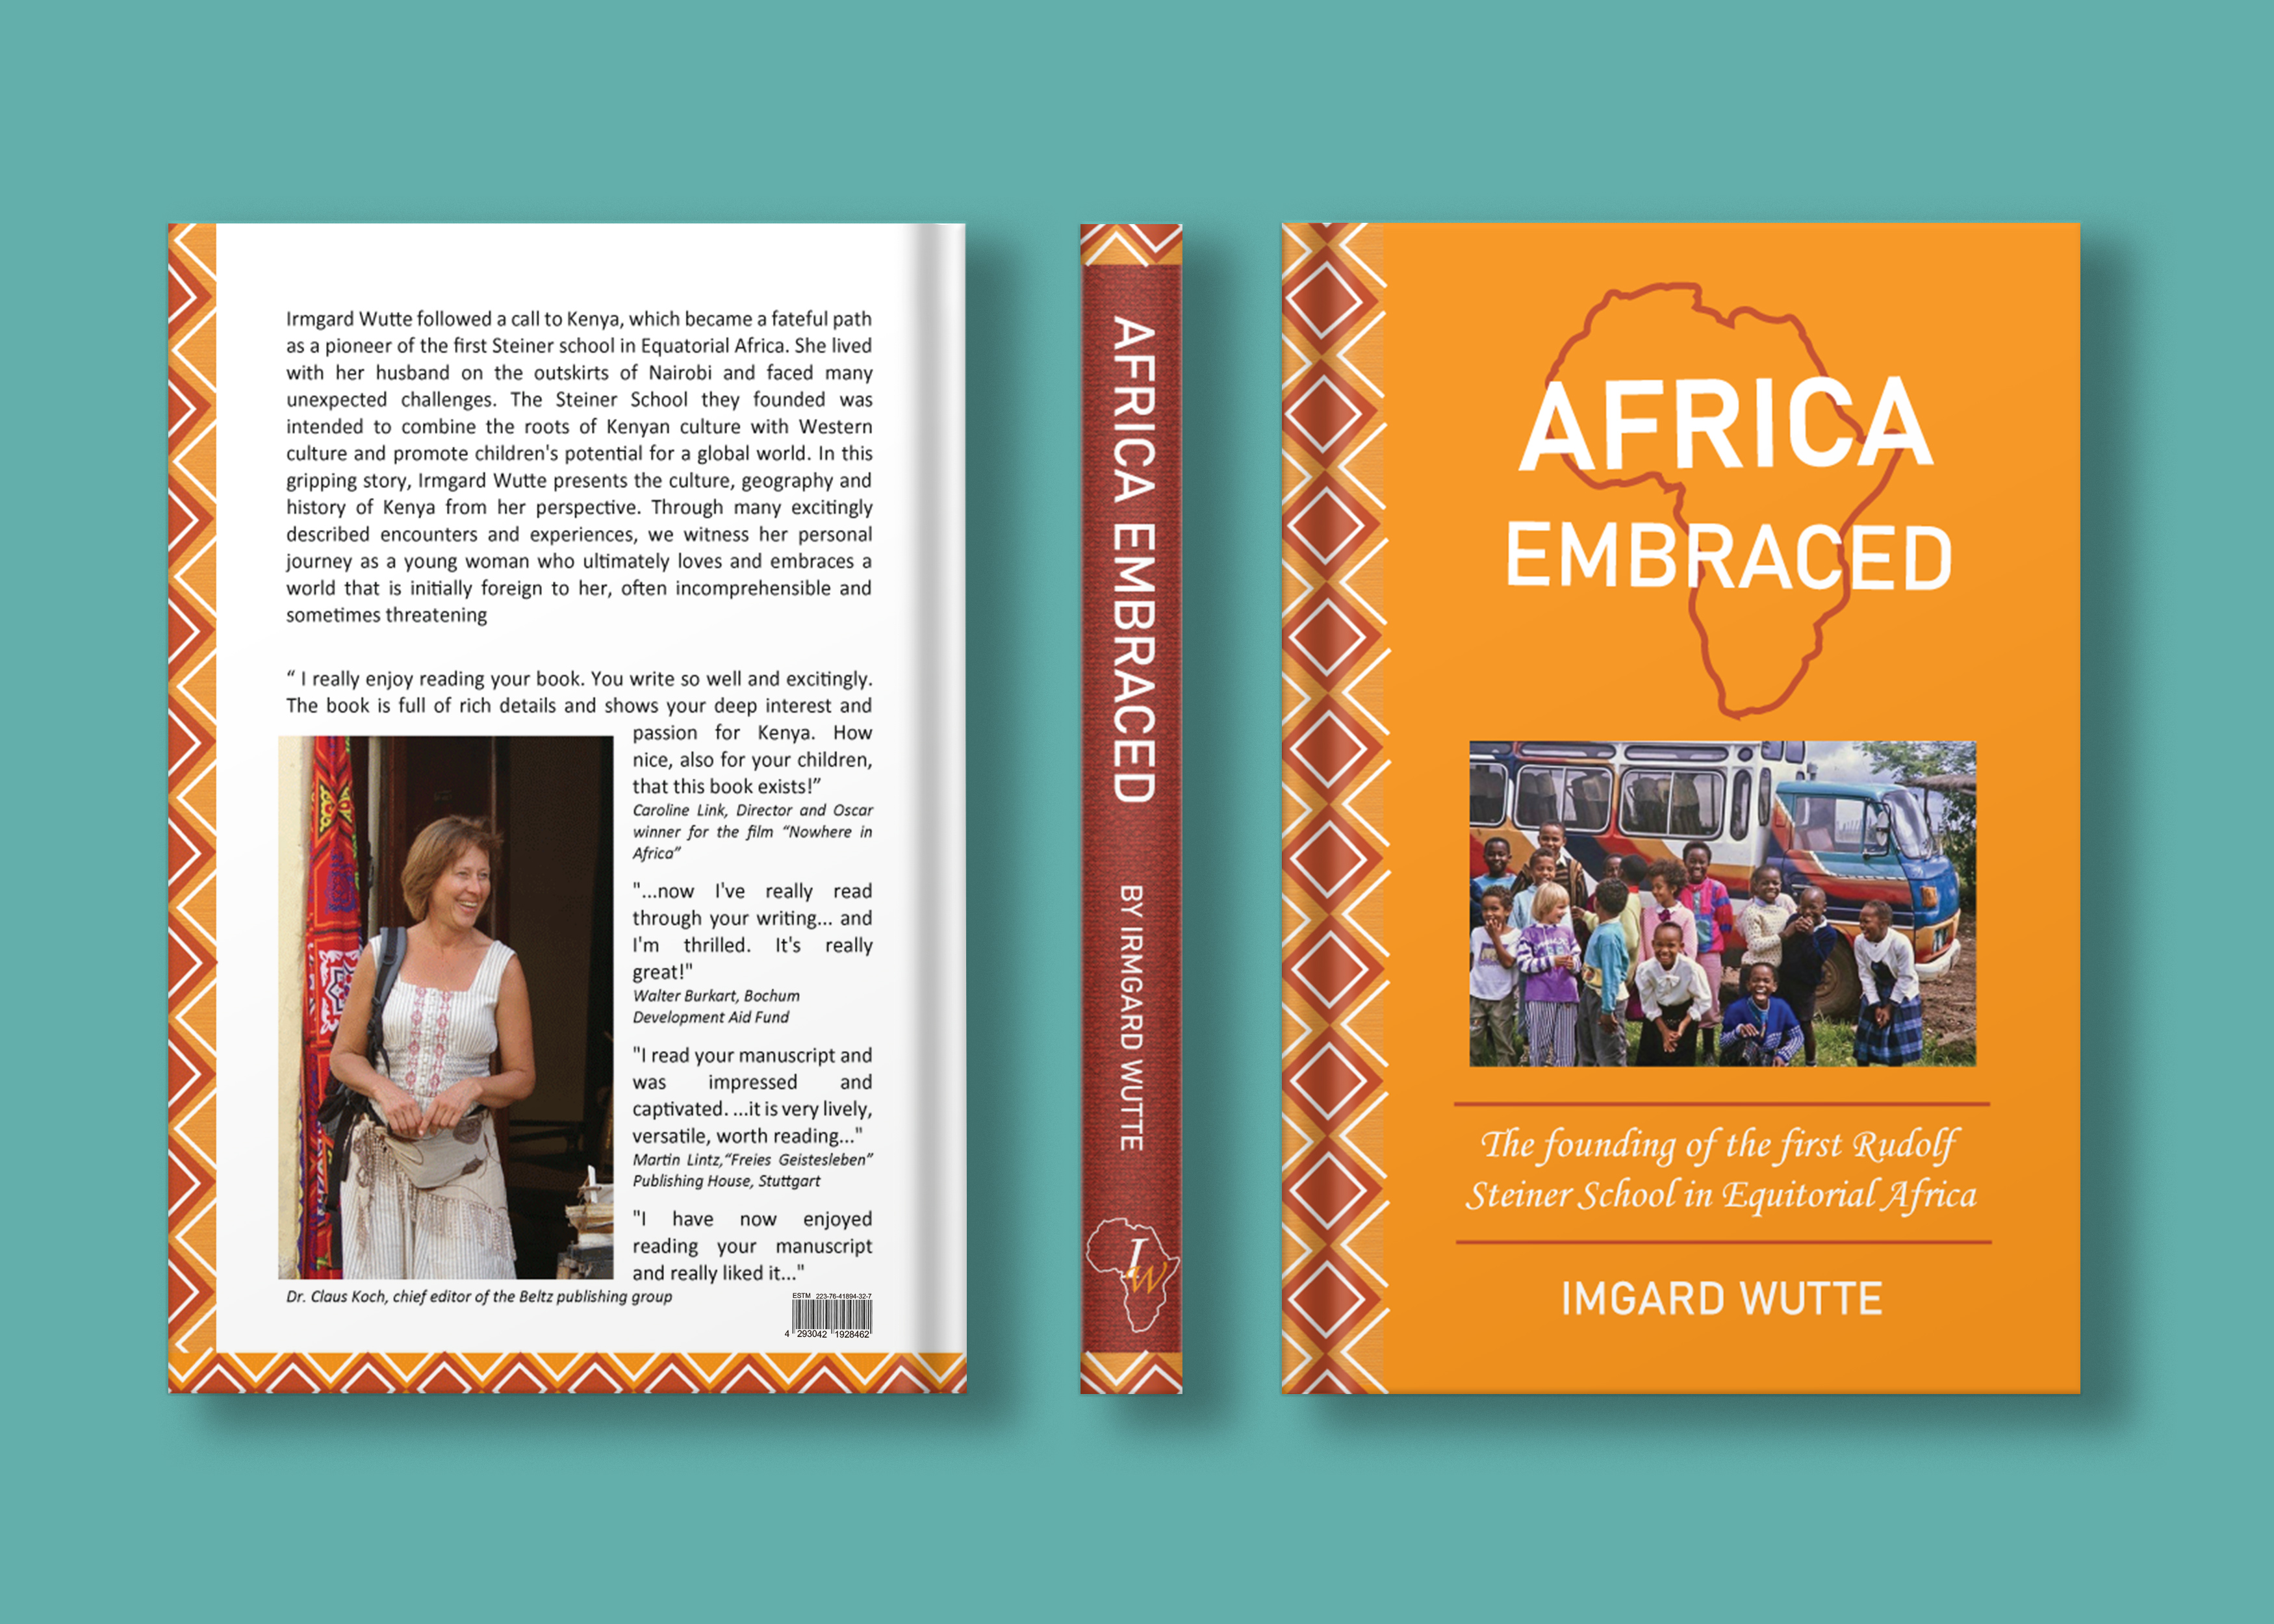 Irmgard Wutte followed a call to Kenya, which became a fateful path
as a pioneer of the first Steiner school in Equatorial Africa. She lived
with her husband on the outskirts of Nairobi and faced many
unexpected challenges. The Steiner School they founded was
intended to combine the roots of Kenyan culture with Western
culture and promote children's potential for a global world. In this
gripping story, Irmgard Wutte presents the culture, geography and
history of Kenya from her perspective. Through many excitingly
described encounters and experiences, we witness her personal
journey as a young woman who ultimately loves and embraces a
world that is initially foreign to her, often incomprehensible and
sometimes threatening
“ I really enjoy reading your book. You write so well and excitingly.
The book is full of rich details and shows your deep interest and
passion for Kenya. How
nice, also for your children,
that this book exists!”
Caroline Link, Director and Oscar
winner for the film “Nowhere in
Africa”
"...now I've really read
through your writing... and
I'm thrilled. It's really
great!"
Walter Burkart, Bochum
Development Aid Fund
"I read your manuscript and
was impressed and
captivated. ...it is very lively,
versatile, worth reading..."
Martin Lintz,“Freies Geistesleben”
Publishing House, Stuttgart
"I have now enjoyed
reading your manuscript
and really liked it..."
Dr. Claus Koch, chief editor of the Beltz publishing group
ESTM 223-76-41894-32-7
4 293042 1928462
AFRICA EMBRACED
BY IRMGARD WUTTE
IW
AFRICA
EMBRACED
The founding of the first Rudolf
Steiner School in Equitorial Africa
IMGARD WUTTE